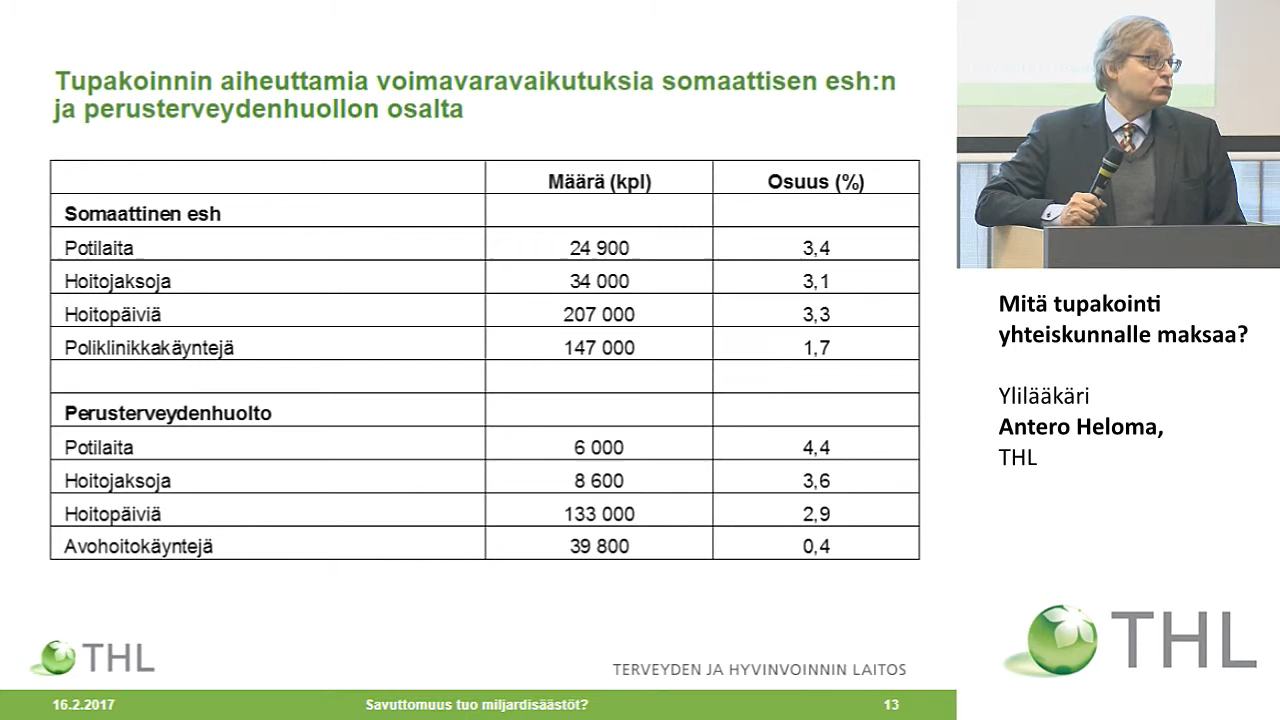 Tupakoinnin aiheuttamia voimavaravaikutuksia somaattisen esh:n
ja perusterveydenhuollon osalta
Määrä (kpl) Osuus (%)
Somaattinen esh
Potilaita 24 900 3,4
Hoitojaksoja 34 000 3,1
Hoitopäiviä 207 000 3,3
Poliklinikkakäyntejä 147 000 1,7
Perusterveydenhuolto
Potilaita 6 000 4,4
Hoitojaksoja 8 600 3,6
Hoitopäiviä 133 000 2,9
Avohoitokäyntejä 39 800 0,4
THL
TERVEYDEN JA HYVINVOINNIN LAITOS
16.2.2017 Savuttomuus tuo miljardisäästöt? 13
Mitä tupakointi
yhteiskunnalle maksaa?
Ylilääkäri
Antero Heloma,
THL
THL